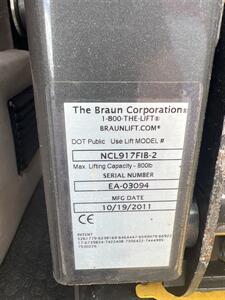 The Braun Corporation®
1-800-THE-LIFT®
BRAUNLIFT.COM®
DOT Public Use Lift MODEL #
NCL917FIB-2
Max. Lifting Capacity - 800lb
SERIAL NUMBER
EA-03094
MFG DATE
10/19/2011
CE
PATENT